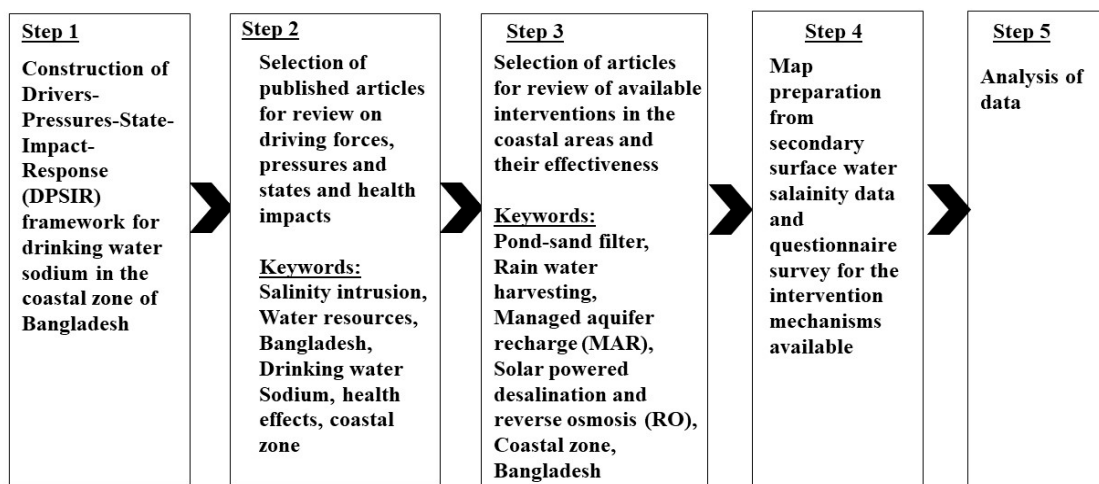 Step 1
Construction of
Drivers-
Pressures-State-
Impact-
Response
(DPSIR)
framework for
drinking water
sodium in the
coastal zone of
Bangladesh
Step 2
Selection of
published articles
for review on
driving forces,
pressures and
states and health
impacts
Keywords:
Salinity intrusion,
Water resources,
Bangladesh,
Drinking water
Sodium, health
effects, coastal
zone
Step 3
Selection of articles
for review of available
interventions in the
coastal areas and
their effectiveness
Keywords:
Pond-sand filter,
Rain water
harvesting,
Managed aquifer
recharge (MAR),
Solar powered
desalination and
reverse osmosis (RO),
Coastal zone,
Bangladesh
Step 4
Map
preparation
from
secondary
surface water
salainity data
and
questionnaire
survey for the
intervention
mechanisms
available
Step 5
Analysis of
data